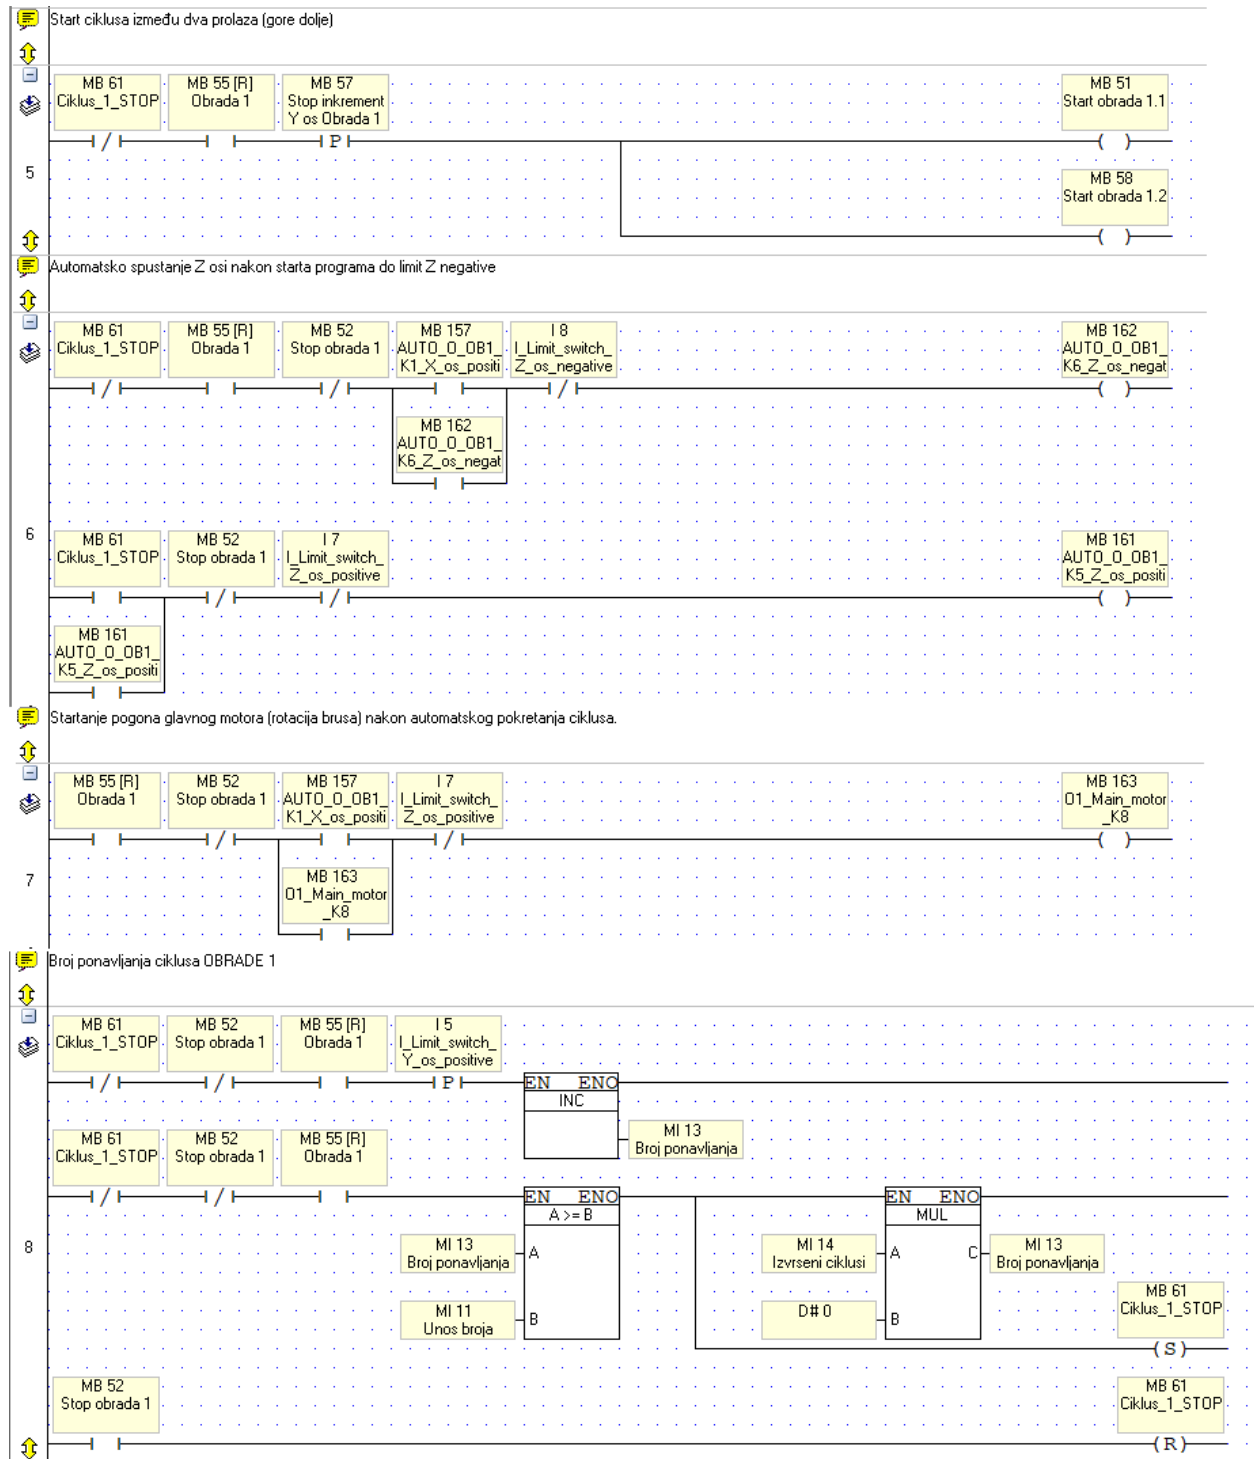 Start ciklusa između dva prolaza (gore dolje)
MB 61
Ciklus_1_STOP
MB 55 [R]
Obrada 1
MB 57
Stop inkrement
Y os Obrada 1
P
MB 51
Start obrada 1.1
5
MB 58
Start obrada 1.2
Automatsko spustanje Z osi nakon starta programa do limit Z negative
MB 61
Ciklus_1_STOP
MB 55 [R]
Obrada 1
MB 52
Stop obrada 1
MB 157
AUTO_O_OB1_
K1_X_os_positi
I 8
I_Limit_switch_
Z_os_negative
MB 162
AUTO_O_OB1_
K6_Z_os_negat
MB 162
AUTO_O_OB1_
K6_Z_os_negat
6
MB 61
Ciklus_1_STOP
MB 52
Stop obrada 1
I 7
I_Limit_switch_
Z_os_positive
MB 161
AUTO_O_OB1_
K5_Z_os_positi
MB 161
AUTO_O_OB1_
K5_Z_os_positi
Startanje pogona glavnog motora (rotacija brusa) nakon automatskog pokretanja ciklusa.
MB 55 [R]
Obrada 1
MB 52
Stop obrada 1
MB 157
AUTO_O_OB1_
K1_X_os_positi
I 7
I_Limit_switch_
Z_os_positive
MB 163
O1_Main_motor
_K8
7
MB 163
O1_Main_motor
_K8
Broj ponavljanja ciklusa OBRADE 1
MB 61
Ciklus_1_STOP
MB 52
Stop obrada 1
MB 55 [R]
Obrada 1
I 5
I_Limit_switch_
Y_os_positive
P
EN ENO
INC
MI 13
Broj ponavljanja
MB 61
Ciklus_1_STOP
MB 52
Stop obrada 1
MB 55 [R]
Obrada 1
EN ENO
A >= B
EN ENO
MUL
8
MI 13
Broj ponavljanja
A
MI 14
Izvrseni ciklusi
A
C
MI 13
Broj ponavljanja
MI 11
Unos broja
B
D# 0
B
MB 61
Ciklus_1_STOP
S
MB 52
Stop obrada 1
MB 61
Ciklus_1_STOP
R